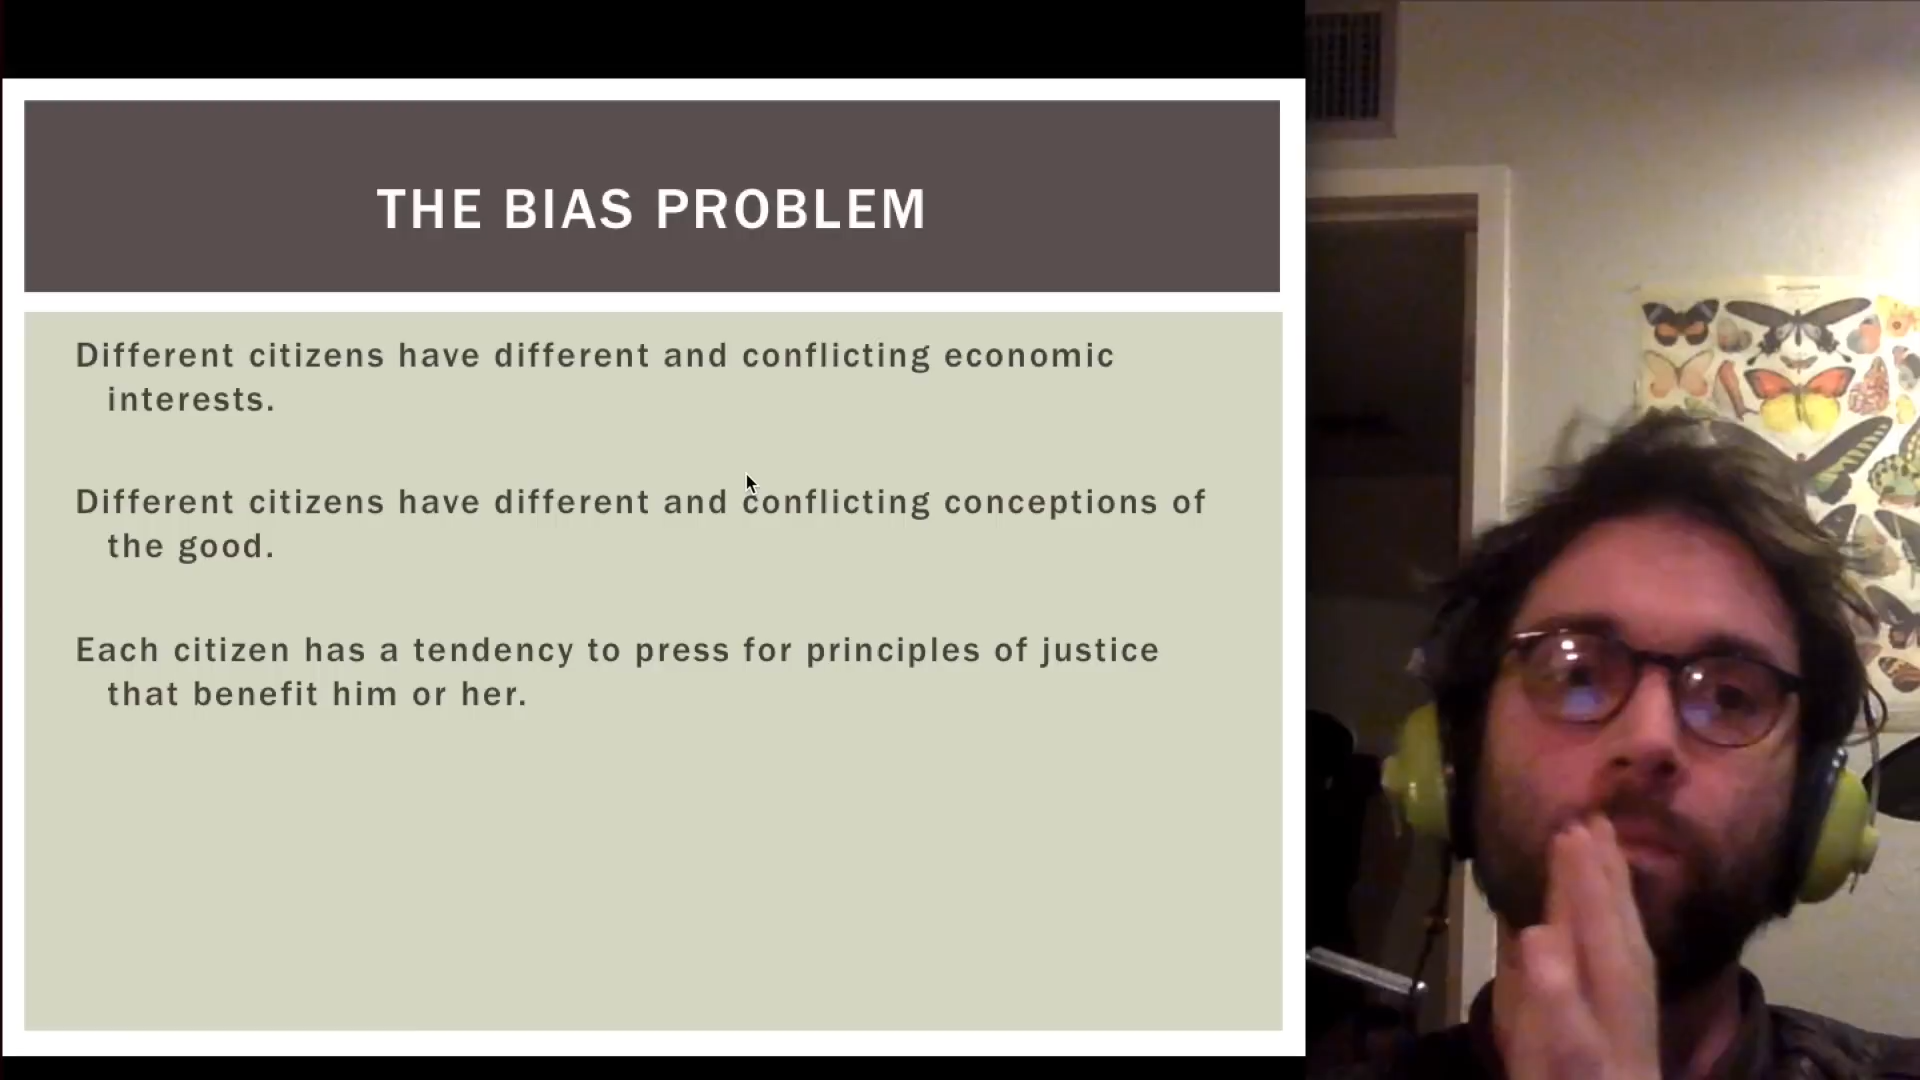 THE BIAS PROBLEM
Different citizens have different and conflicting economic
interests.
Different citizens have different and conflicting conceptions of
the good.
Each citizen has a tendency to press for principles of justice
that benefit him or her.